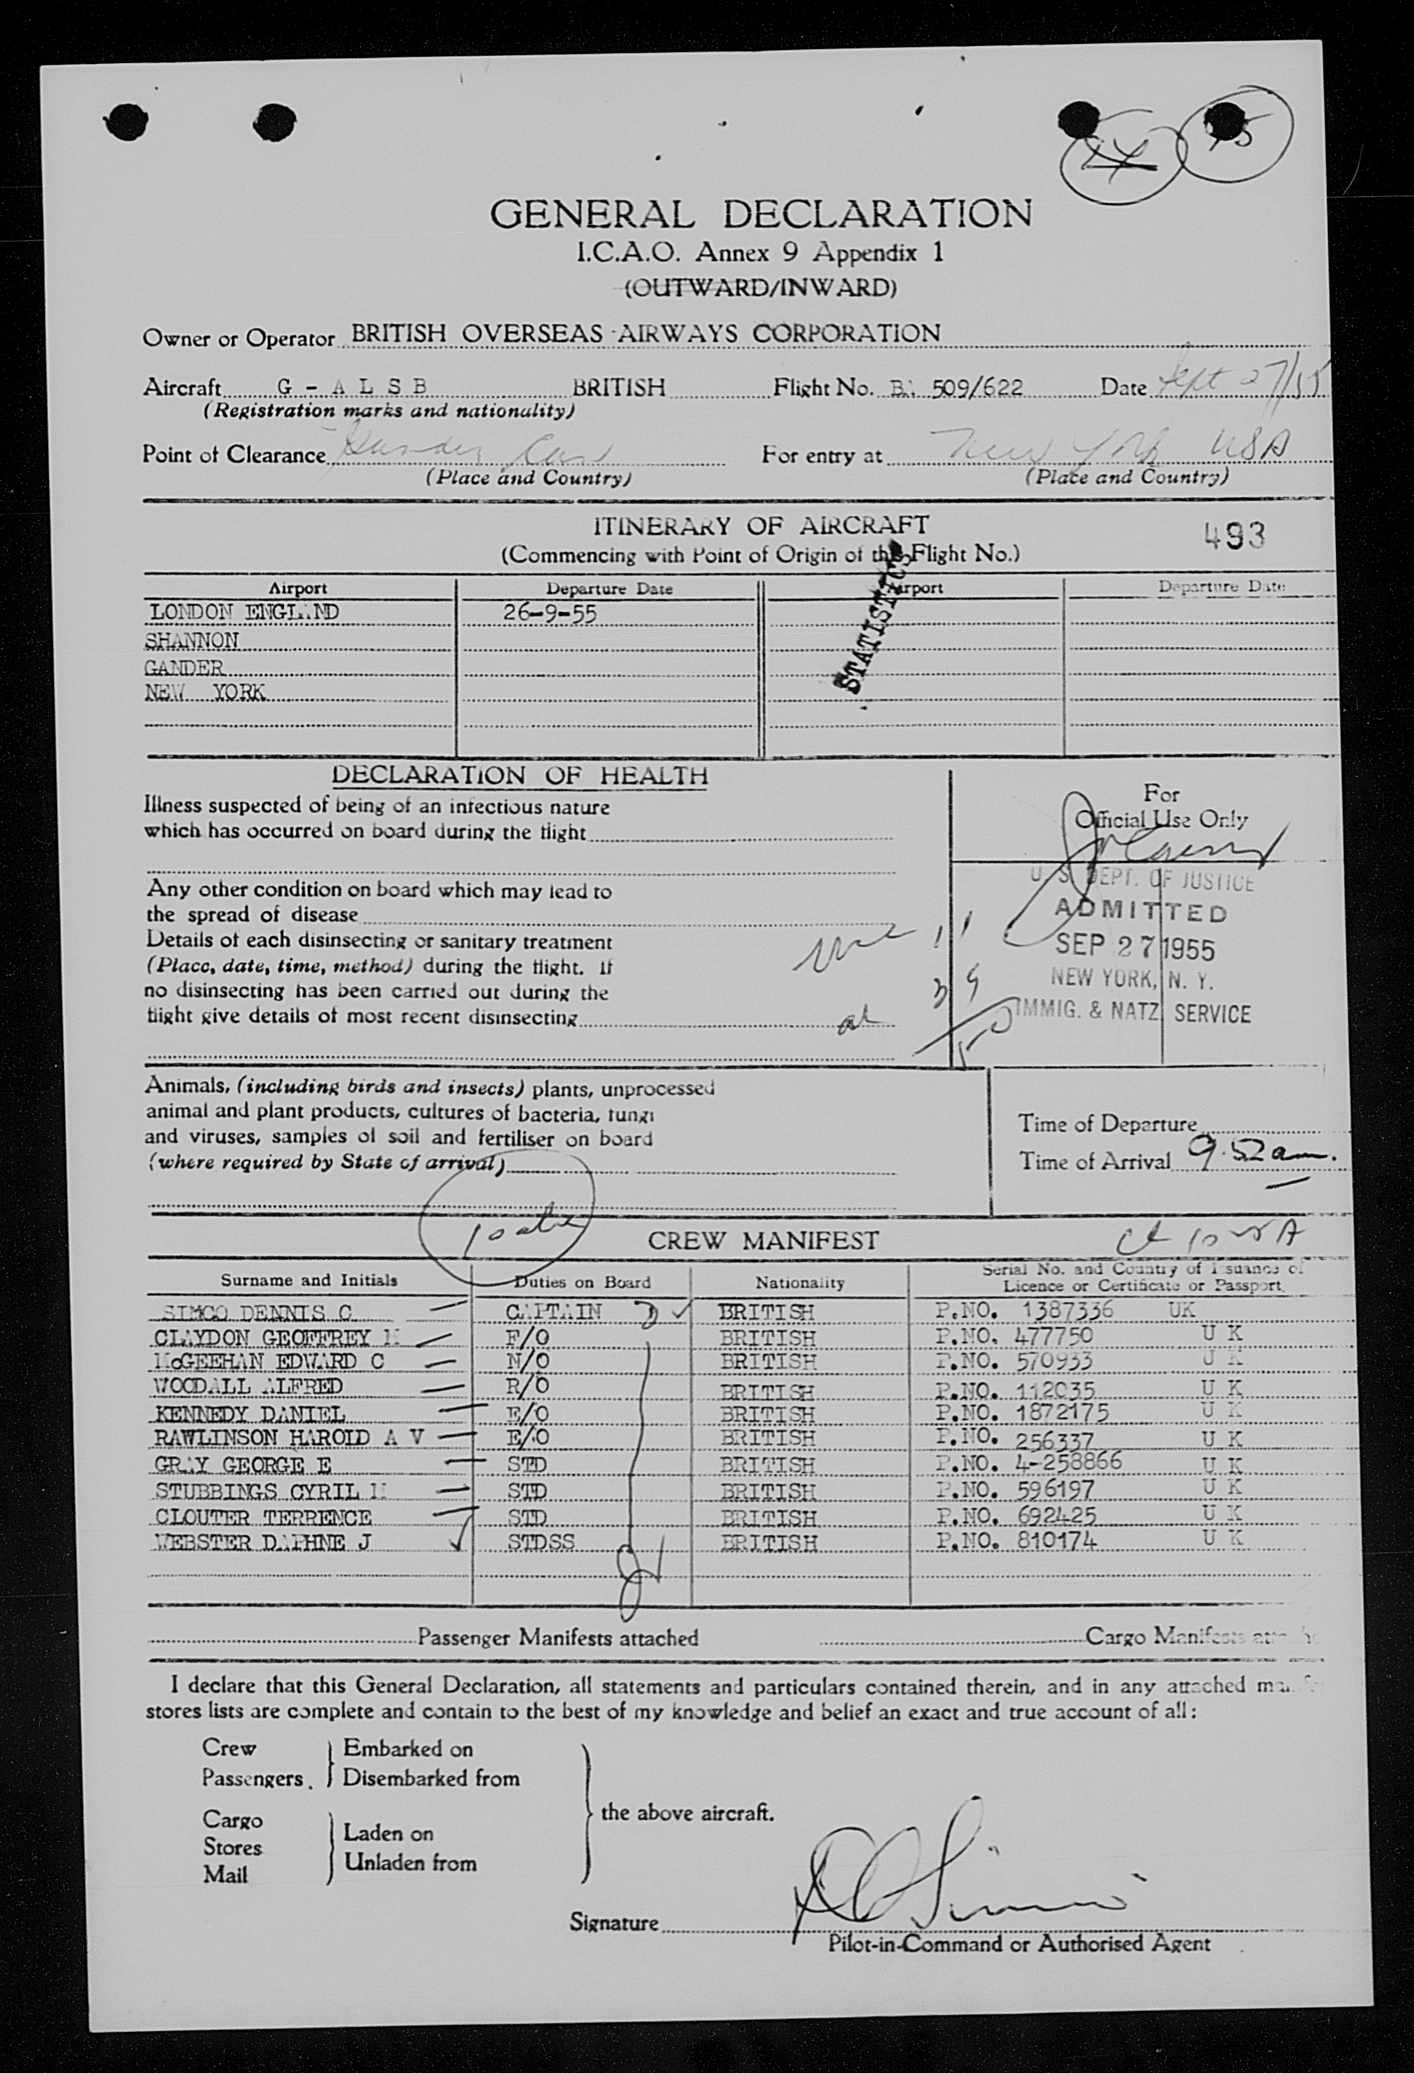 15
GENERAL DECLARATION
I.C.A.O. Annex 9 Appendix 1
(OUTWARD/INWARD)
Owner or Operator BRITISH OVERSEAS AIRWAYS CORPORATION
Aircraft G - A L S B BRITISH Flight No. BA 509/622 Date Sept 27/55
(Registration marks and nationality)
Point of Clearance Gander Can For entry at New York USA
(Place and Country) (Place and Country)
ITINERARY OF AIRCRAFT 493
(Commencing with Point of Origin of this Flight No.)
Airport Departure Date Airport Departure Date
LONDON ENGLAND 26-9-55
SHANNON
GANDER
NEW YORK
STATISTICS
DECLARATION OF HEALTH
Illness suspected of being of an infectious nature
which has occurred on board during the flight
For
Official Use Only
Any other condition on board which may lead to
the spread of disease
Details of each disinsecting or sanitary treatment
(Place, date, time, method) during the flight. If
no disinsecting has been carried out during the
flight give details of most recent disinsecting
U. S. DEPT. OF JUSTICE
ADMITTED
SEP 27 1955
NEW YORK, N. Y.
IMMIG. & NATZ SERVICE
Animals, (including birds and insects) plants, unprocessed
animal and plant products, cultures of bacteria, fungi
and viruses, samples of soil and fertiliser on board
(where required by State of arrival)
Time of Departure
Time of Arrival 9.52 am.
CREW MANIFEST
Surname and Initials Duties on Board Nationality Serial No. and Country of Issuance of
Licence or Certificate or Passport
SIMCO DENNIS C CAPTAIN BRITISH P.NO. 1387336 UK
CLAYDON GEOFFREY M F/O BRITISH P.NO. 477750 U K
McGEEHAN EDWARD C N/O BRITISH P.NO. 570933 U K
WOODALL ALFRED R/O BRITISH P.NO. 112035 U K
KENNEDY DANIEL E/O BRITISH P.NO. 1872175 U K
RAWLINSON HAROLD A V E/O BRITISH P.NO. 256337 U K
GRAY GEORGE E STD BRITISH P.NO. 4-258866 U K
STUBBINGS CYRIL M STD BRITISH P.NO. 596197 U K
CLOUTER TERRENCE STD BRITISH P.NO. 692425 U K
WEBSTER DAPHNE J STDSS BRITISH P.NO. 810174 U K
Passenger Manifests attached Cargo Manifests attached
I declare that this General Declaration, all statements and particulars contained therein, and in any attached
stores lists are complete and contain to the best of my knowledge and belief an exact and true account of all:
Crew
Passengers.
Embarked on
Disembarked from
Cargo
Stores
Mail
Laden on
Unladen from
the above aircraft.
Signature
Pilot-in-Command or Authorised Agent